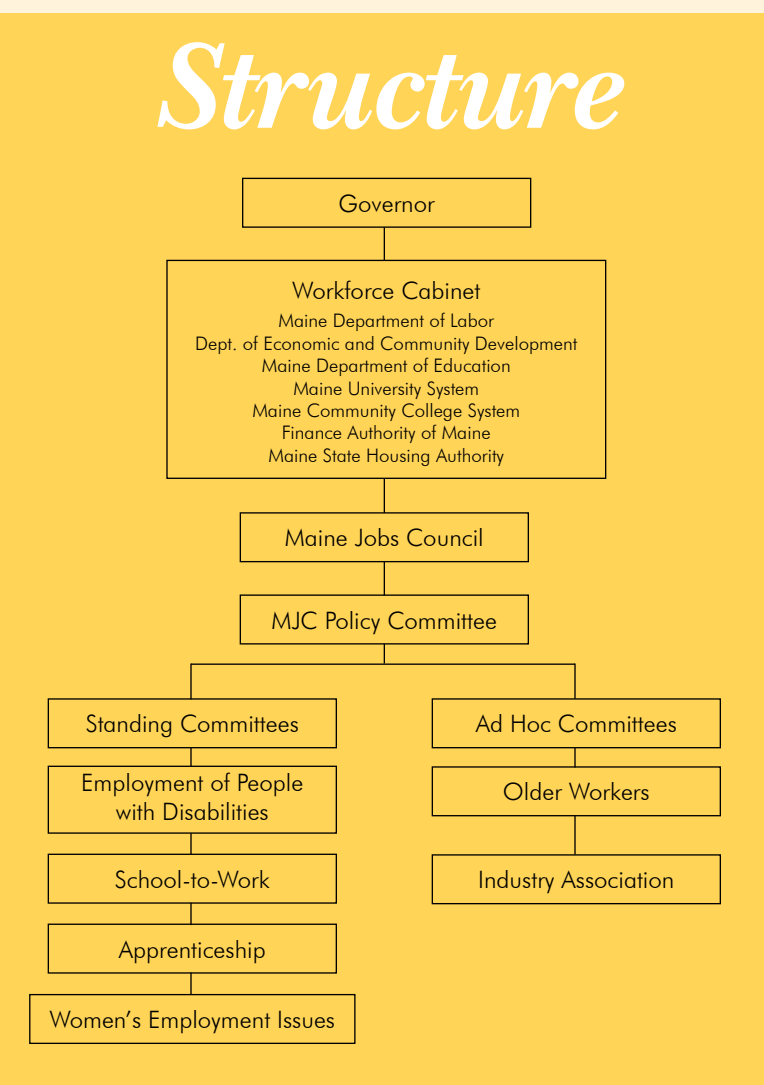 Structure
Governor
Workforce Cabinet
Maine Department of Labor
Dept. of Economic and Community Development
Maine Department of Education
Maine University System
Maine Community College System
Finance Authority of Maine
Maine State Housing Authority
Maine Jobs Council
MJC Policy Committee
Standing Committees
Employment of People
with Disabilities
School-to-Work
Apprenticeship
Women’s Employment Issues
Ad Hoc Committees
Older Workers
Industry Association